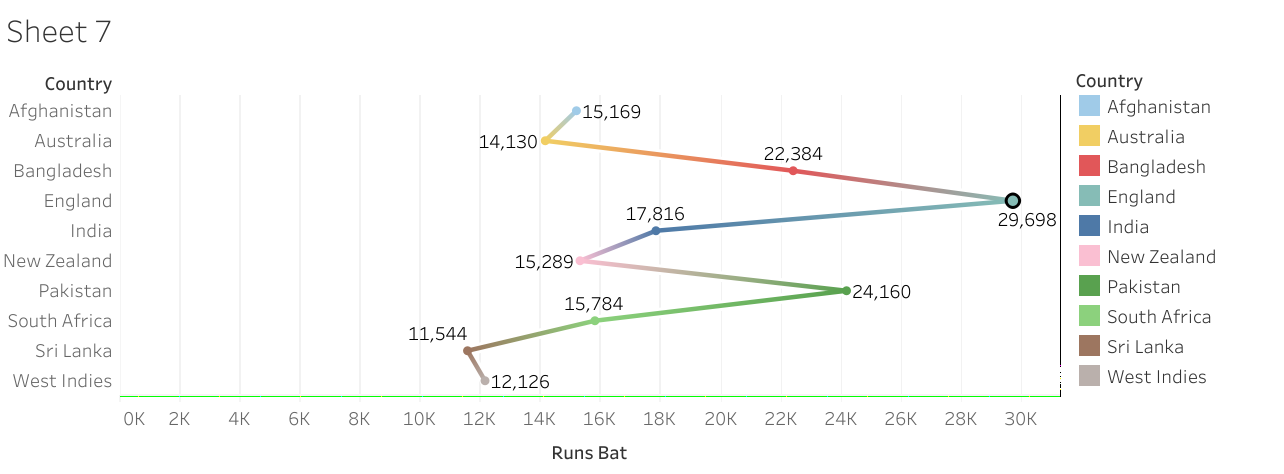 Sheet 7
Country
Afghanistan
Australia
Bangladesh
England
India
New Zealand
Pakistan
South Africa
Sri Lanka
West Indies
15,169
14,130
22,384
29,698
17,816
15,289
24,160
15,784
11,544
12,126
0K 2K 4K 6K 8K 10K 12K 14K 16K 18K 20K 22K 24K 26K 28K 30K
Runs Bat
Country
Afghanistan
Australia
Bangladesh
England
India
New Zealand
Pakistan
South Africa
Sri Lanka
West Indies